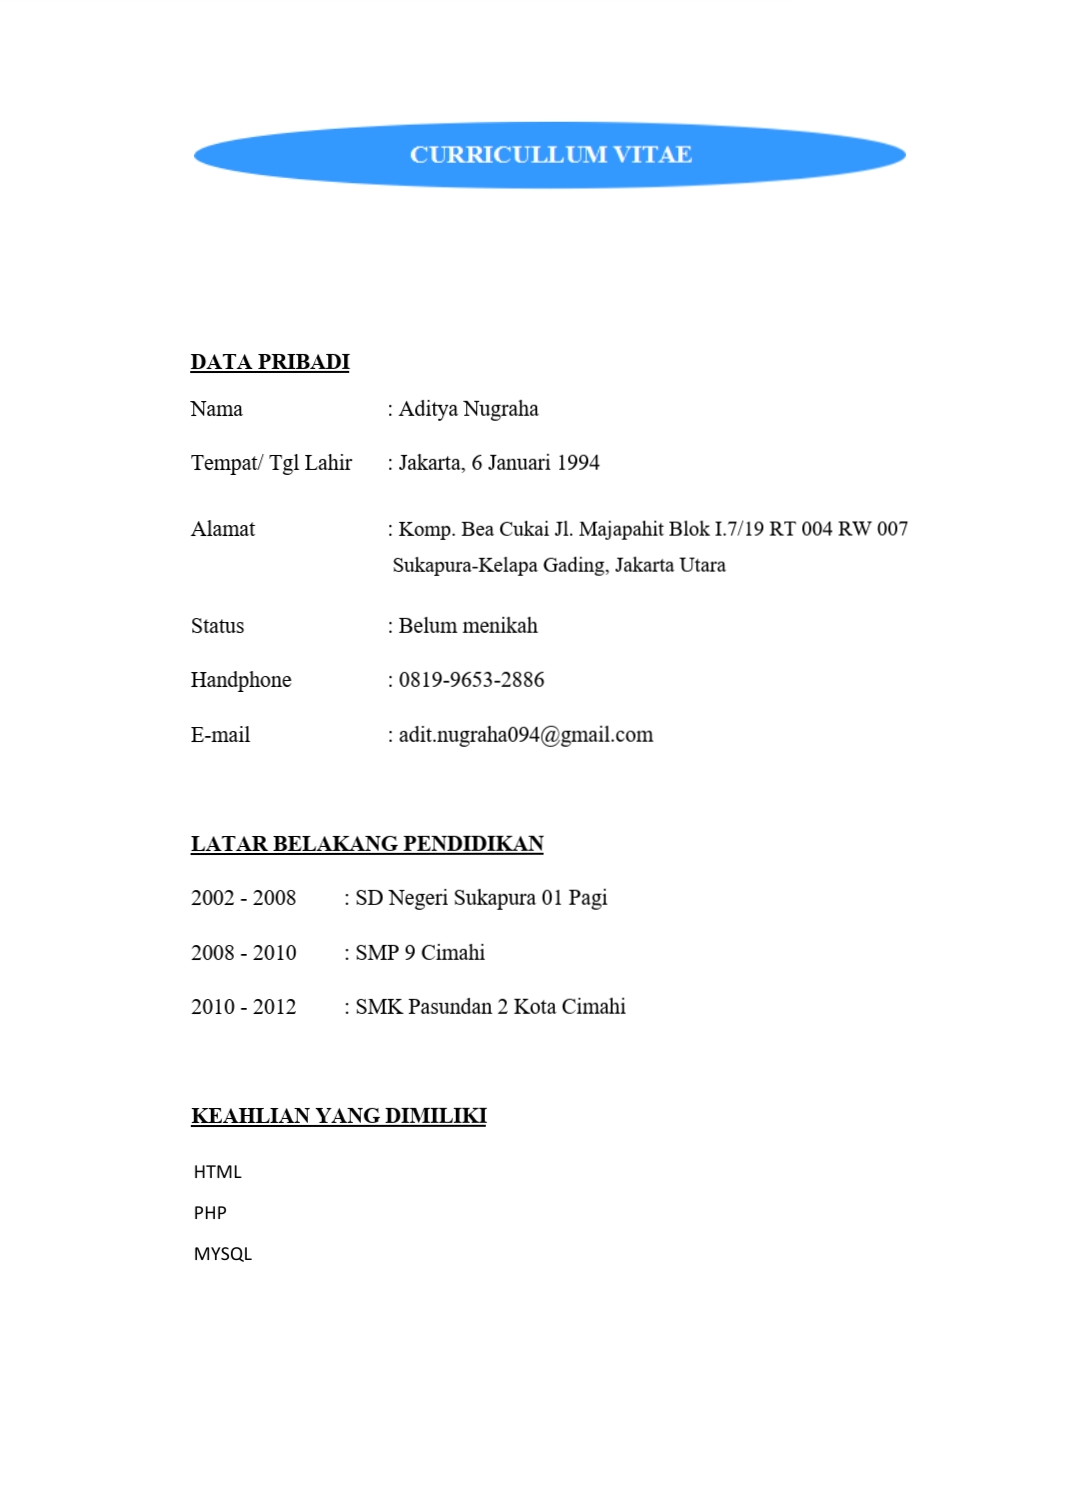 CURRICULLUM VITAE
DATA PRIBADI
Nama : Aditya Nugraha
Tempat/ Tgl Lahir : Jakarta, 6 Januari 1994
Alamat : Komp. Bea Cukai Jl. Majapahit Blok I.7/19 RT 004 RW 007
Sukapura-Kelapa Gading, Jakarta Utara
Status : Belum menikah
Handphone : 0819-9653-2886
E-mail : adit.nugraha094@gmail.com
LATAR BELAKANG PENDIDIKAN
2002 - 2008 : SD Negeri Sukapura 01 Pagi
2008 - 2010 : SMP 9 Cimahi
2010 - 2012 : SMK Pasundan 2 Kota Cimahi
KEAHLIAN YANG DIMILIKI
HTML
PHP
MYSQL